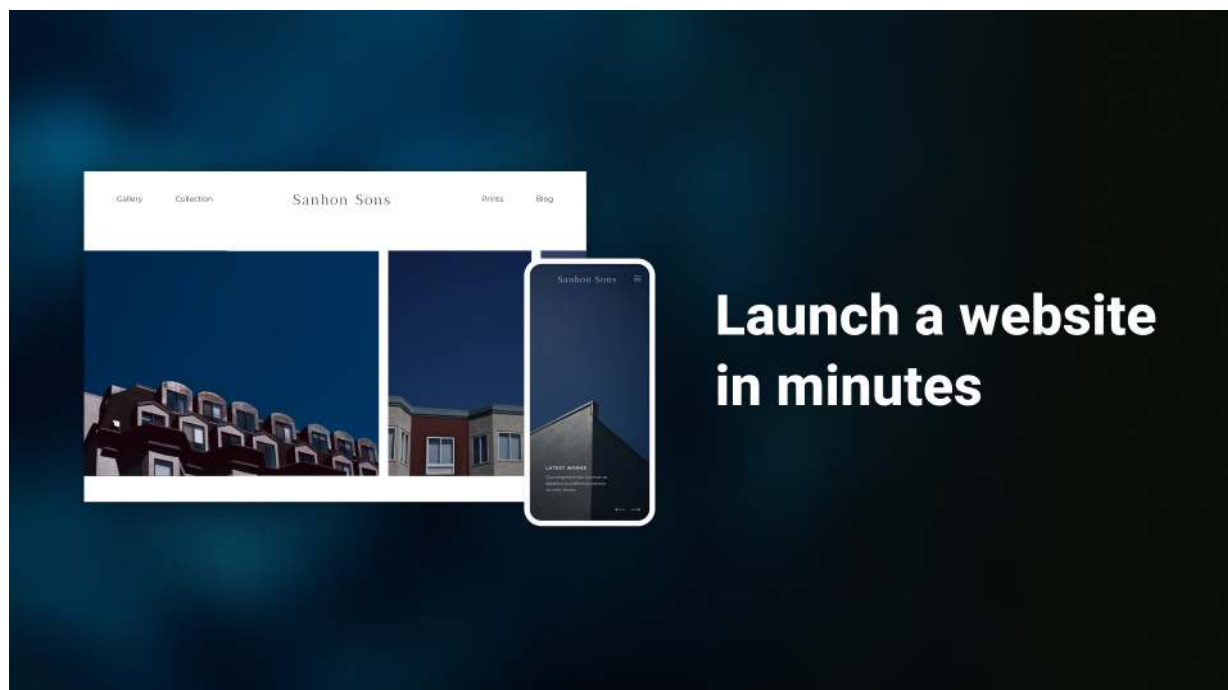 Gallery
Collection
Sanhon Sons
Prints
Blog
Sanhon Sons
LATEST WORKS
Launch a website
in minutes